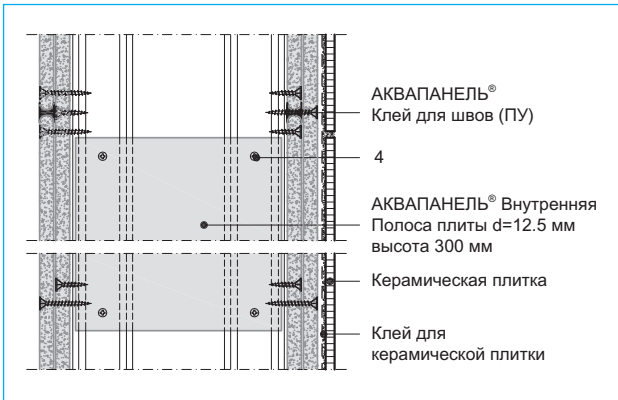 АКВАПАНЕЛЬ®
Клей для швов (ПУ)
4
АКВАПАНЕЛЬ® Внутренняя
Полоса плиты d=12.5 мм
высота 300 мм
Керамическая плитка
Клей для
керамической плитки